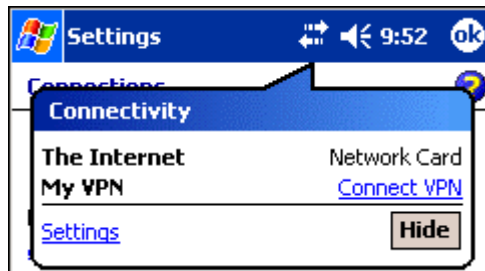 Settings 9:52 ok
Connections
Connectivity
The Internet Network Card
My VPN Connect VPN
Settings Hide